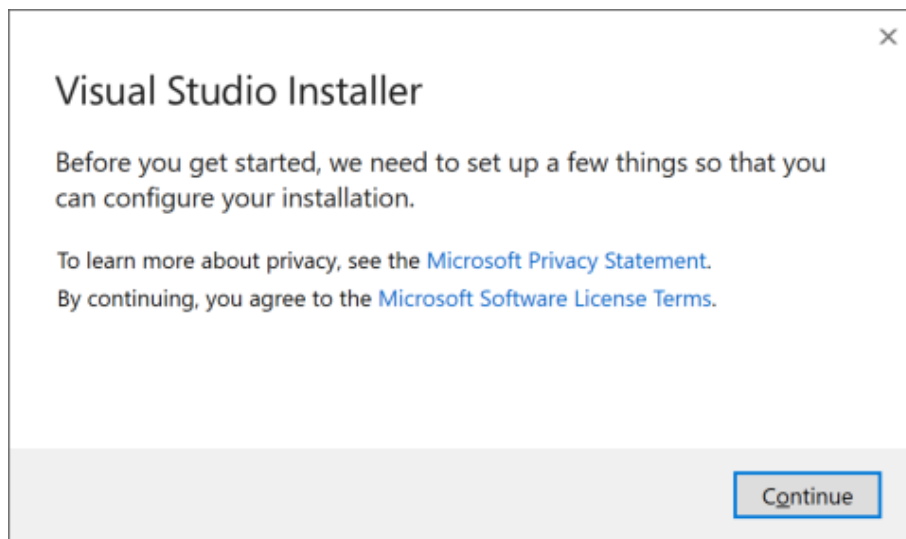 Visual Studio Installer
Before you get started, we need to set up a few things so that you
can configure your installation.
To learn more about privacy, see the Microsoft Privacy Statement.
By continuing, you agree to the Microsoft Software License Terms.
Continue